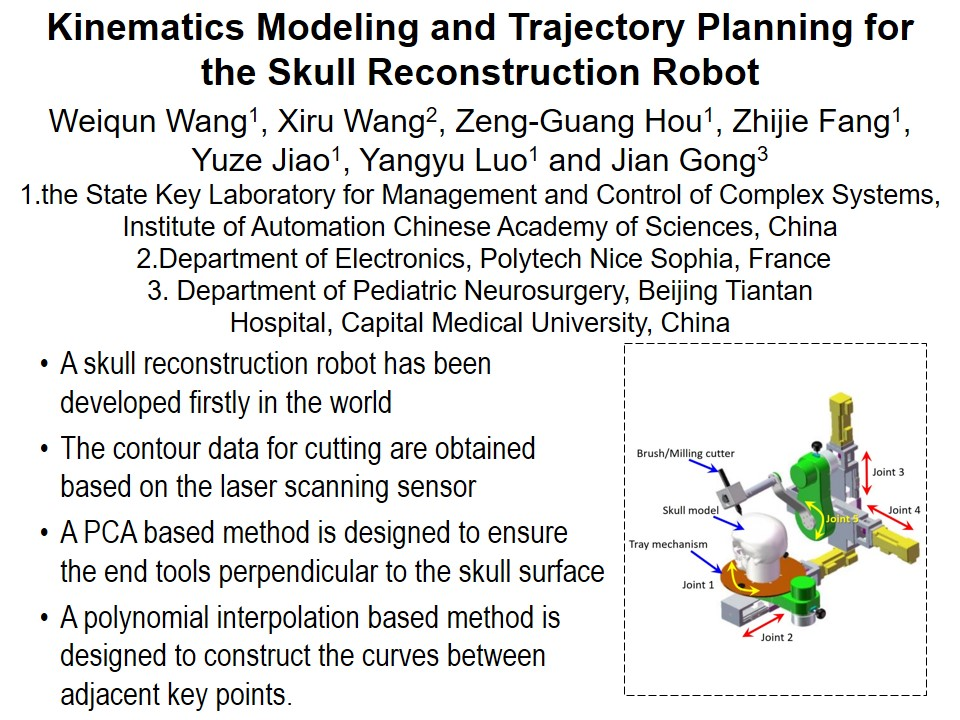 Kinematics Modeling and Trajectory Planning for
the Skull Reconstruction Robot
Weiqun Wang1, Xiru Wang2, Zeng-Guang Hou1, Zhijie Fang1,
Yuze Jiao1, Yangyu Luo1 and Jian Gong3
1.the State Key Laboratory for Management and Control of Complex Systems,
Institute of Automation Chinese Academy of Sciences, China
2.Department of Electronics, Polytech Nice Sophia, France
3. Department of Pediatric Neurosurgery, Beijing Tiantan
Hospital, Capital Medical University, China
• A skull reconstruction robot has been
developed firstly in the world
• The contour data for cutting are obtained
based on the laser scanning sensor
• A PCA based method is designed to ensure
the end tools perpendicular to the skull surface
• A polynomial interpolation based method is
designed to construct the curves between
adjacent key points.
Brush/Milling cutter
Joint 3
Skull model
Joint 4
Joint 5
Tray mechanism
Joint 1
Joint 2